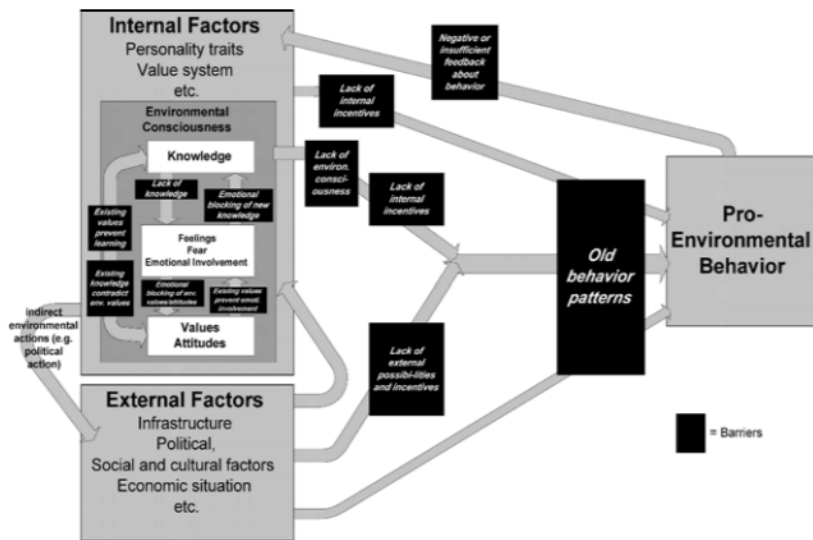 Internal Factors
Personality traits
Value system
etc.
Environmental
Consciousness
Knowledge
Lack of
knowledge
Emotional
blocking of new
knowledge
Existing
values
prevent
learning
Feelings
Fear
Emotional Involvement
Existing
knowledge
contradict
env. values
Emotional
blocking of env.
values/attitudes
Existing values
prevent emot.
involvement
Values
Attitudes
indirect
environmental
actions (e.g.
political
action)
External Factors
Infrastructure
Political,
Social and cultural factors
Economic situation
etc.
Lack of
internal
incentives
Negative or
insufficient
feedback
about
behavior
Lack of
environ.
consci-
ousness
Lack of
internal
incentives
Lack of
external
possibi-lities
and incentives
Old
behavior
patterns
Pro-
Environmental
Behavior
= Barriers